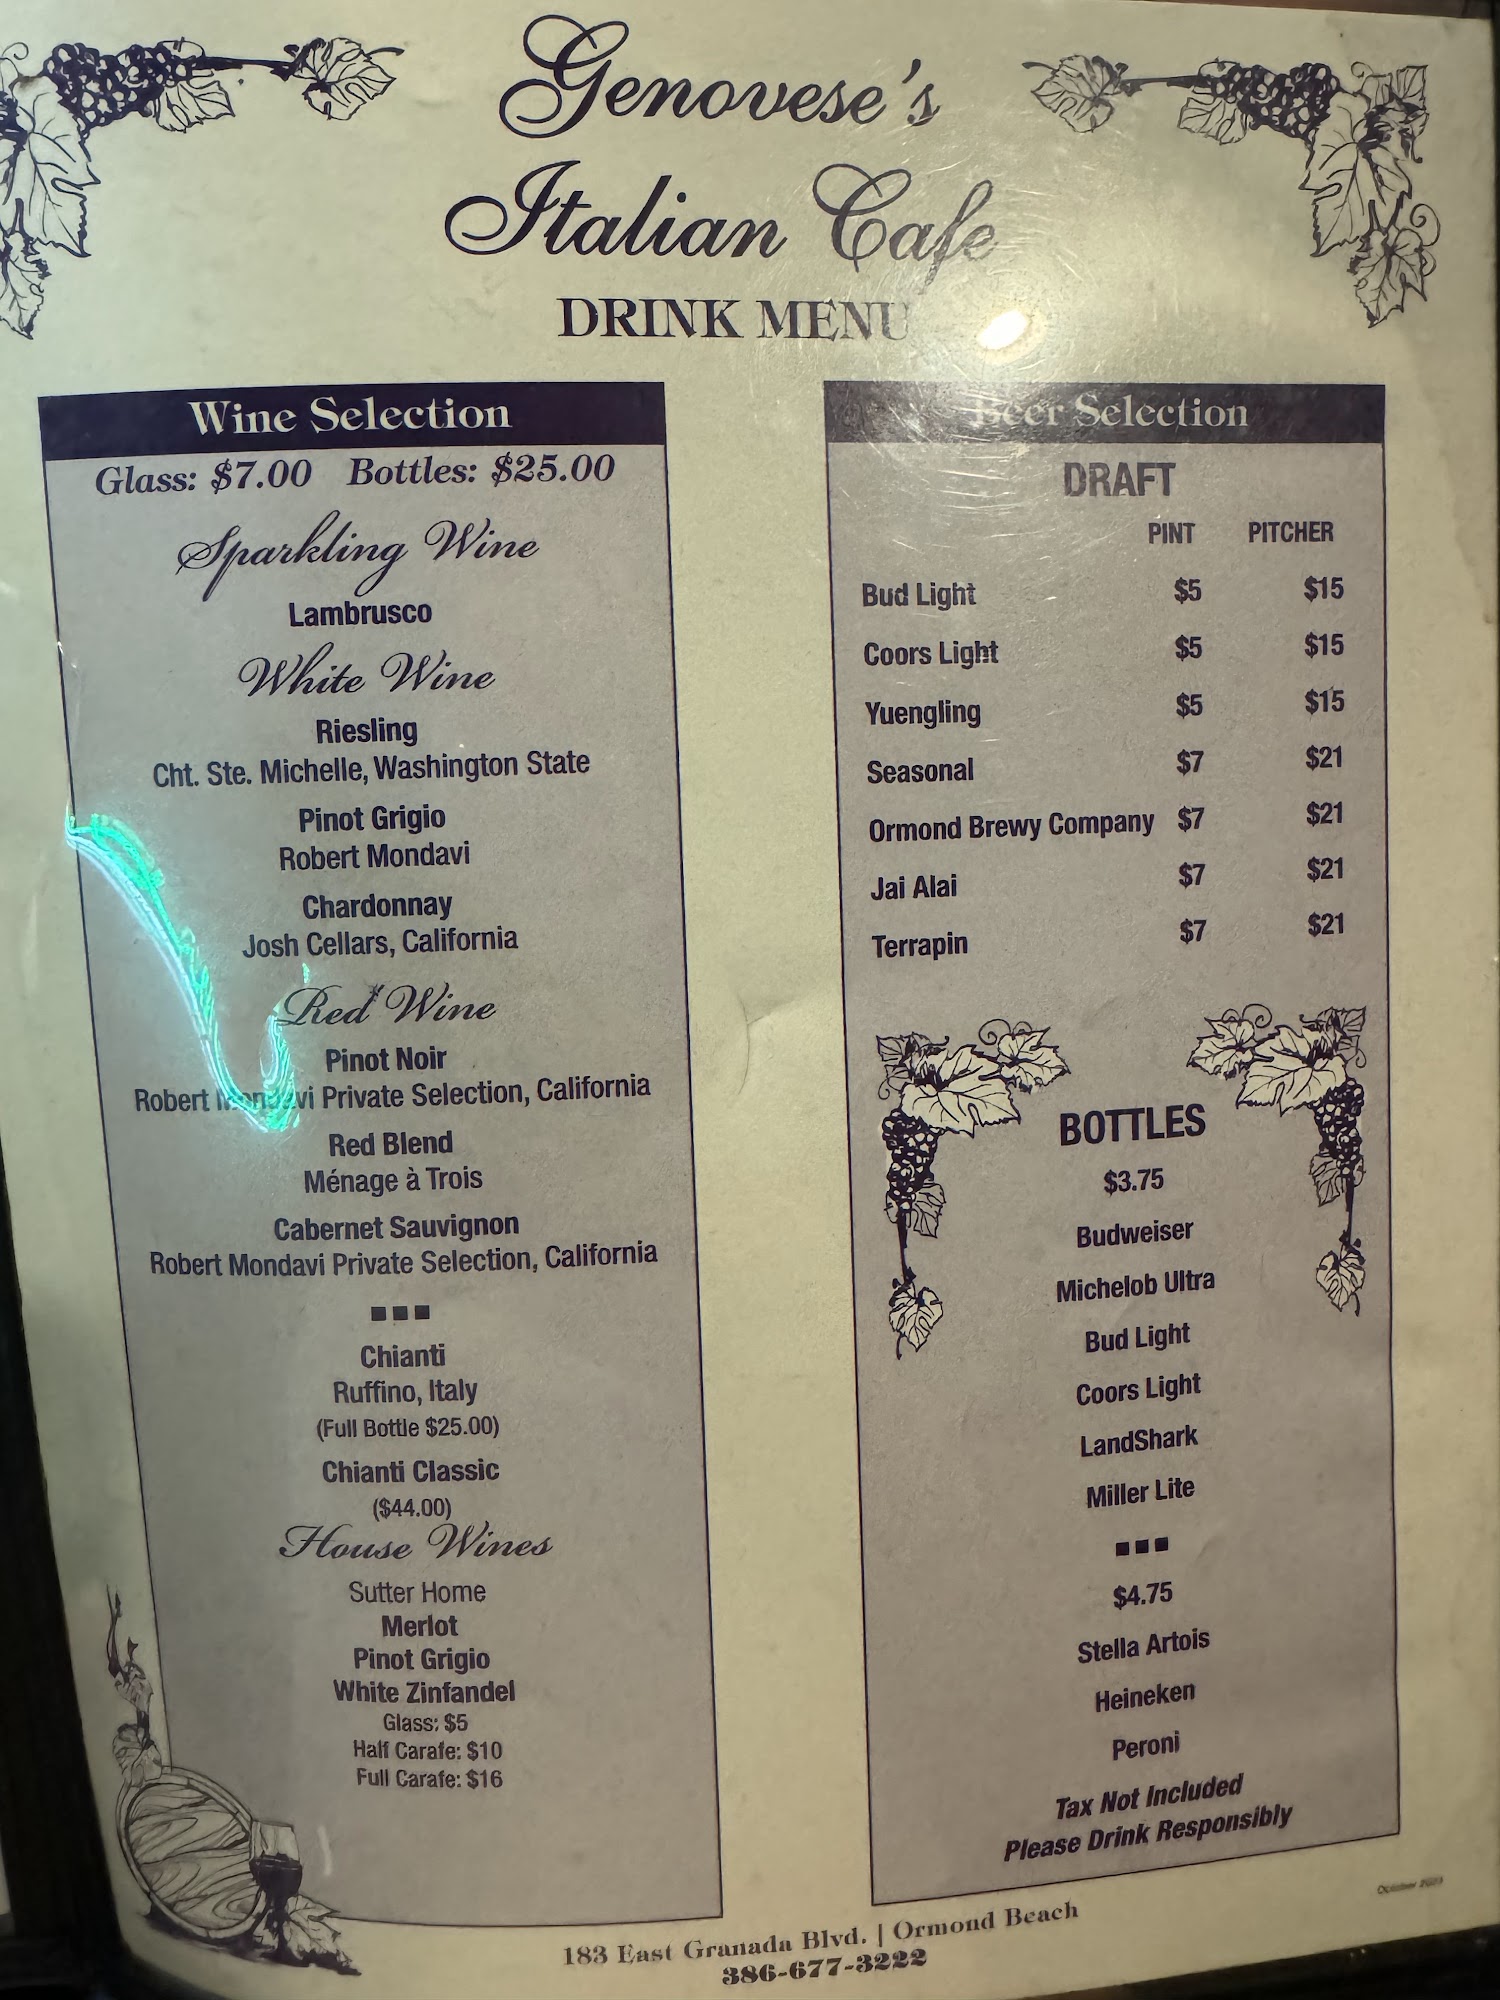 Genovese's
Italian Cafe
DRINK MENU
Wine Selection
Glass: $7.00 Bottles: $25.00
Sparkling Wine
Lambrusco
White Wine
Riesling
Cht. Ste. Michelle, Washington State
Pinot Grigio
Robert Mondavi
Chardonnay
Josh Cellars, California
Red Wine
Pinot Noir
Robert Mondavi Private Selection, California
Red Blend
Ménage à Trois
Cabernet Sauvignon
Robert Mondavi Private Selection, California
Chianti
Ruffino, Italy
(Full Bottle $25.00)
Chianti Classic
($44.00)
House Wines
Sutter Home
Merlot
Pinot Grigio
White Zinfandel
Glass: $5
Half Carafe: $10
Full Carafe: $16
Beer Selection
DRAFT
PINT PITCHER
Bud Light $5 $15
Coors Light $5 $15
Yuengling $5 $15
Seasonal $7 $21
Ormond Brewy Company $7 $21
Jai Alai $7 $21
Terrapin $7 $21
BOTTLES
$3.75
Budweiser
Michelob Ultra
Bud Light
Coors Light
LandShark
Miller Lite
$4.75
Stella Artois
Heineken
Peroni
Tax Not Included
Please Drink Responsibly
October
183 East Granada Blvd. | Ormond Beach
386-677-3222